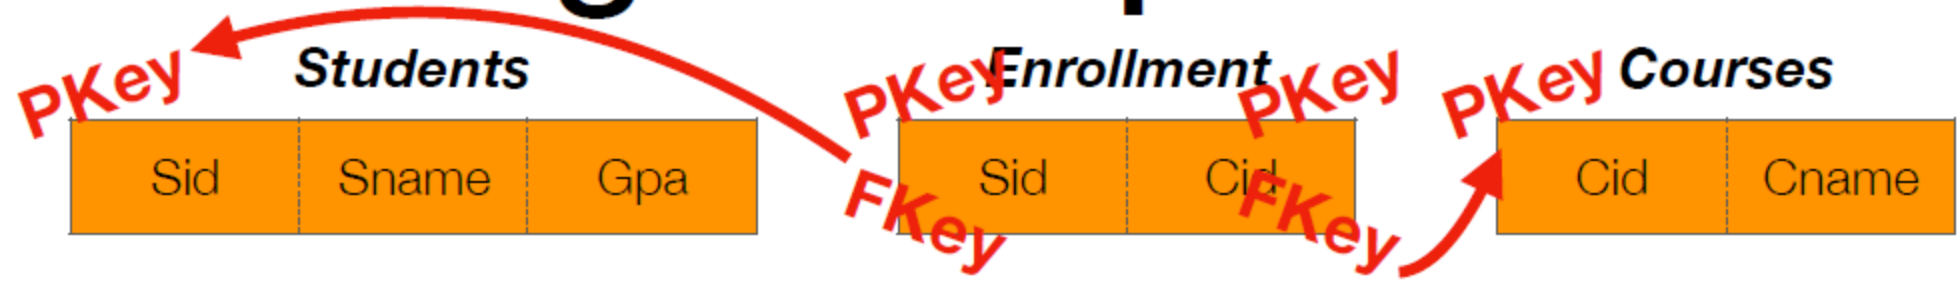 Students Enrollment Courses
PKey PKey PKey PKey
Sid Sname Gpa Sid Cid Cid Cname
FKey FKey